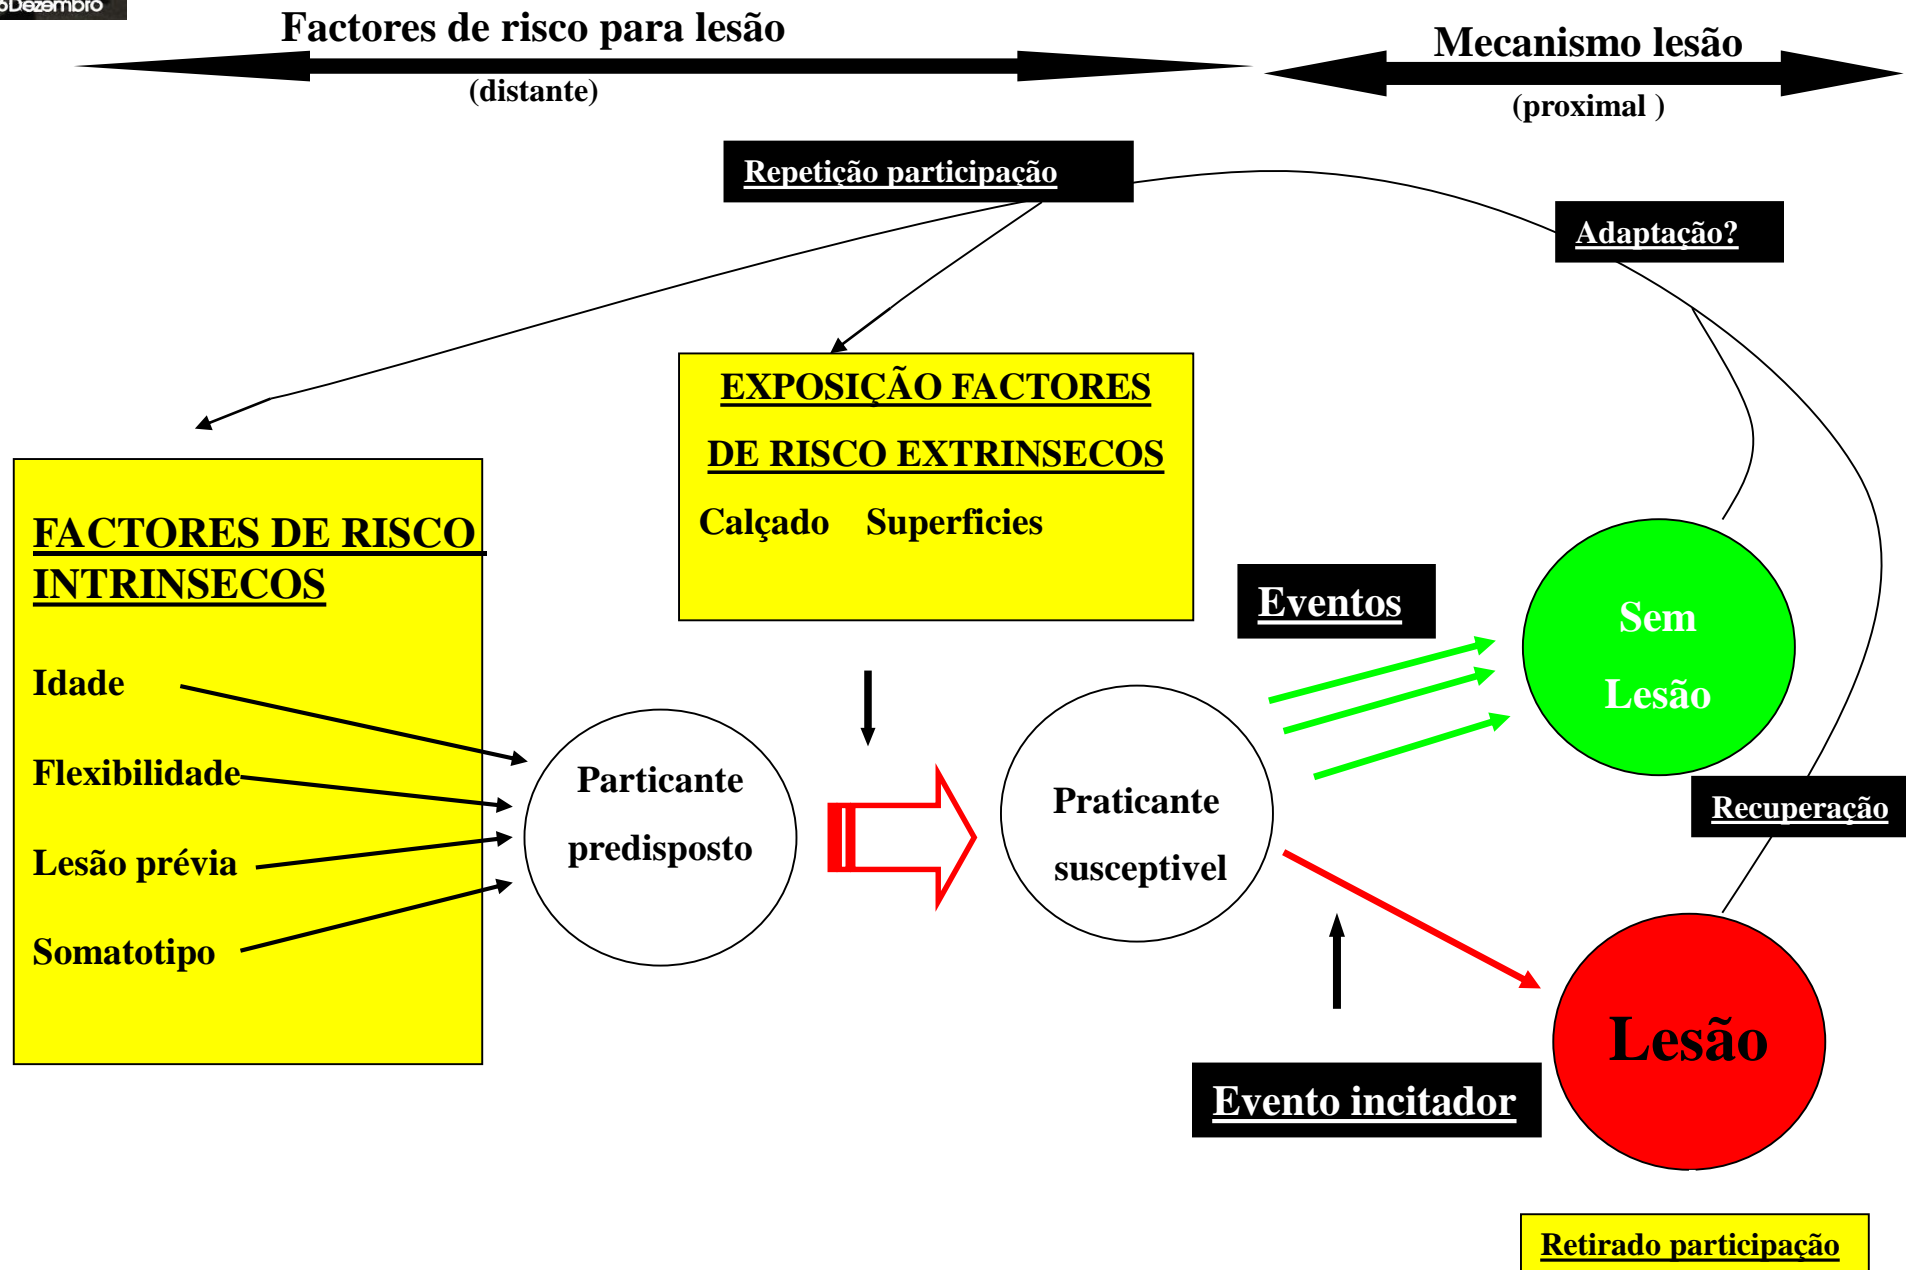 6Dezembro
Factores de risco para lesão
(distante)
Mecanismo lesão
(proximal )
Repetição participação
Adaptação?
EXPOSIÇÃO FACTORES
DE RISCO EXTRINSECOS
Calçado Superficies
FACTORES DE RISCO
INTRINSECOS
Idade
Flexibilidade
Lesão prévia
Somatotipo
Particante
predisposto
Praticante
susceptivel
Eventos
Sem
Lesão
Recuperação
Evento incitador
Lesão
Retirado participação